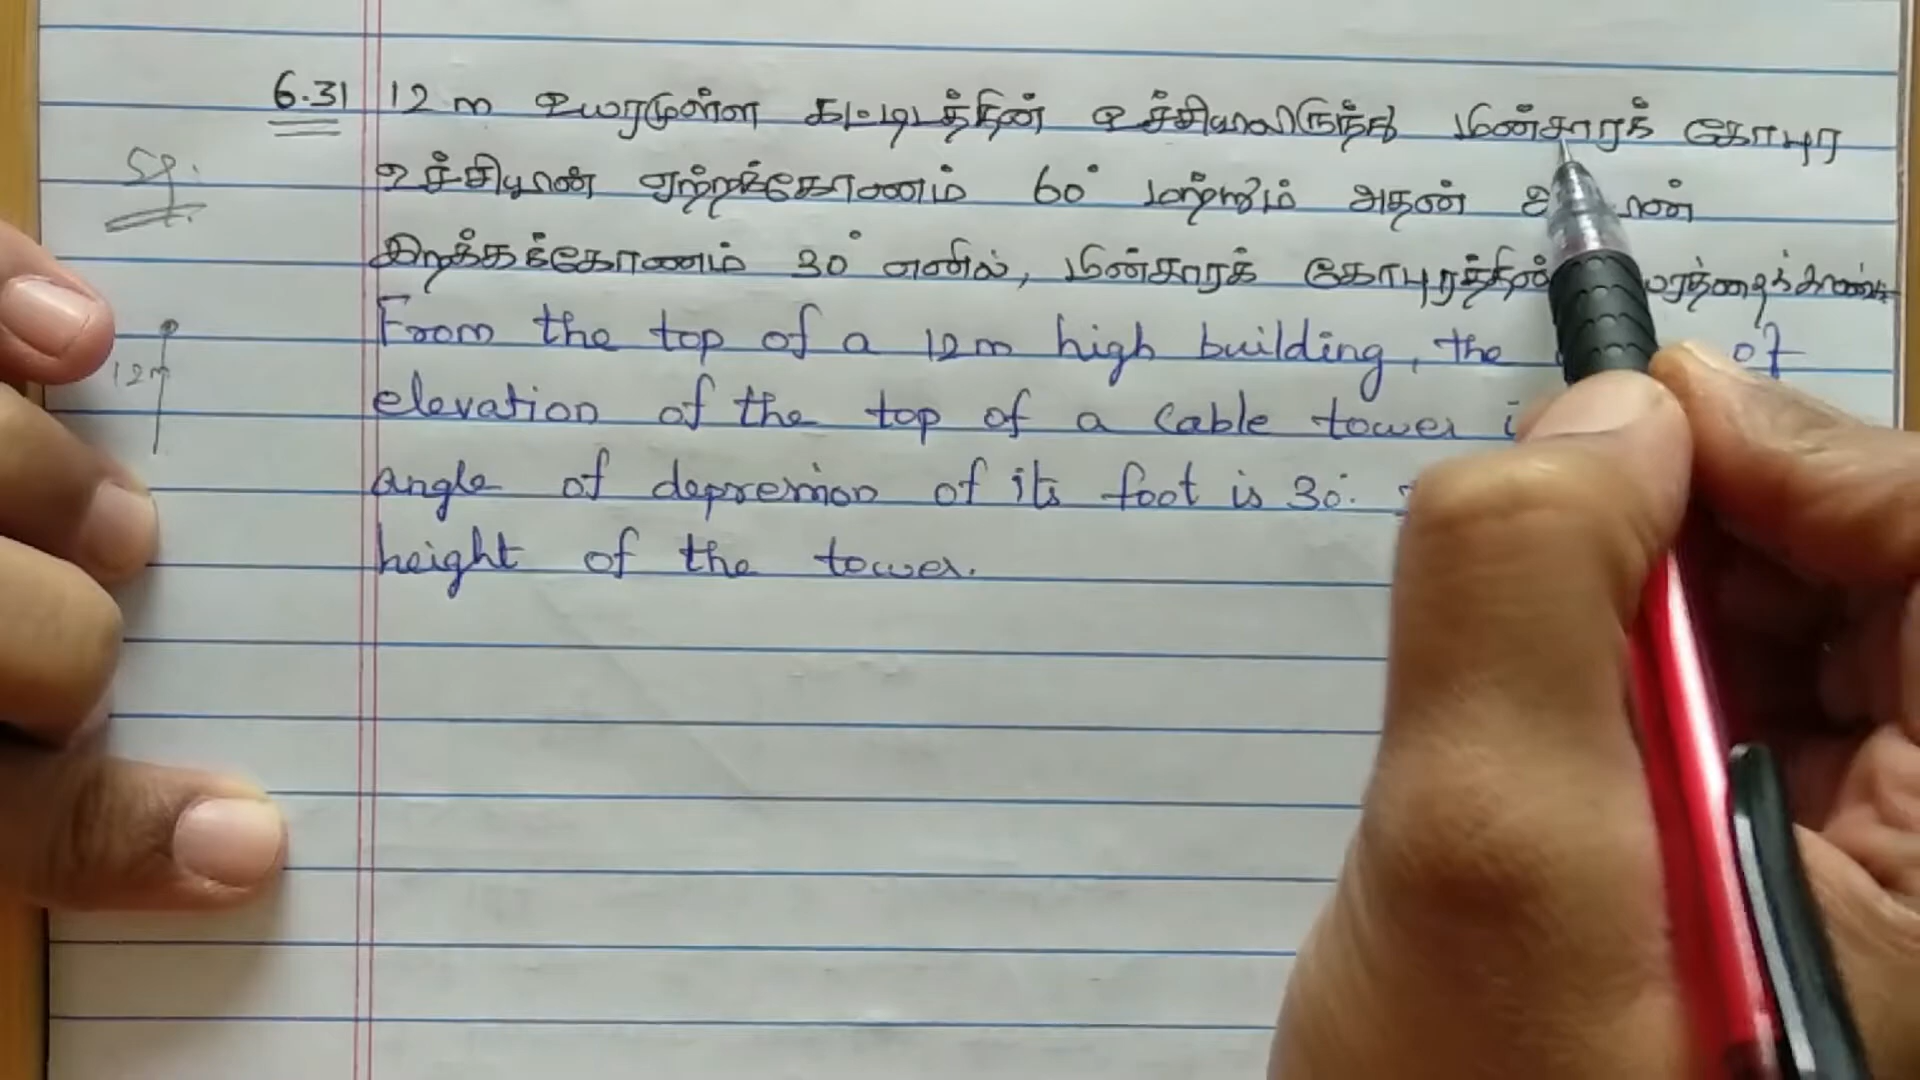 6.31 12 m உயரமுள்ள கட்டிடத்தின் உச்சியிலிருந்து மின்சாரக் கோபுர
Sg.
உச்சியின் ஏற்றக்கோணம் 60° மற்றும் அதன்
இறக்கக்கோணம் 30° எனில், மின்சாரக் கோபுரத்தின்
From the top of a 12m high building, the of
12m
elevation of the top of a cable tower
angle of depression of its foot is 30°.
height of the tower.